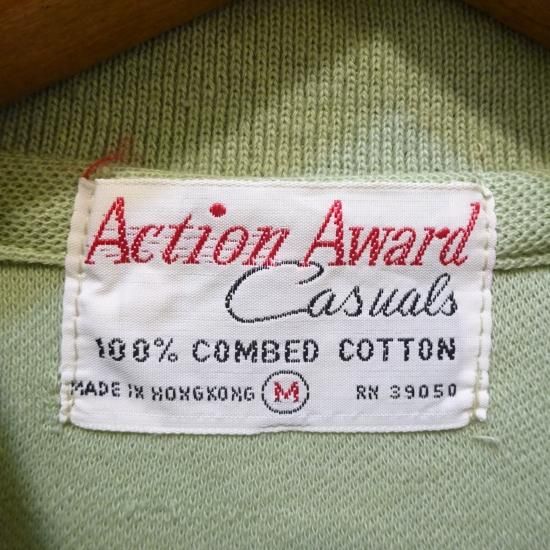 Action Award
Casuals
100% COMBED COTTON
MADE IN HONGKONG M RN 39050